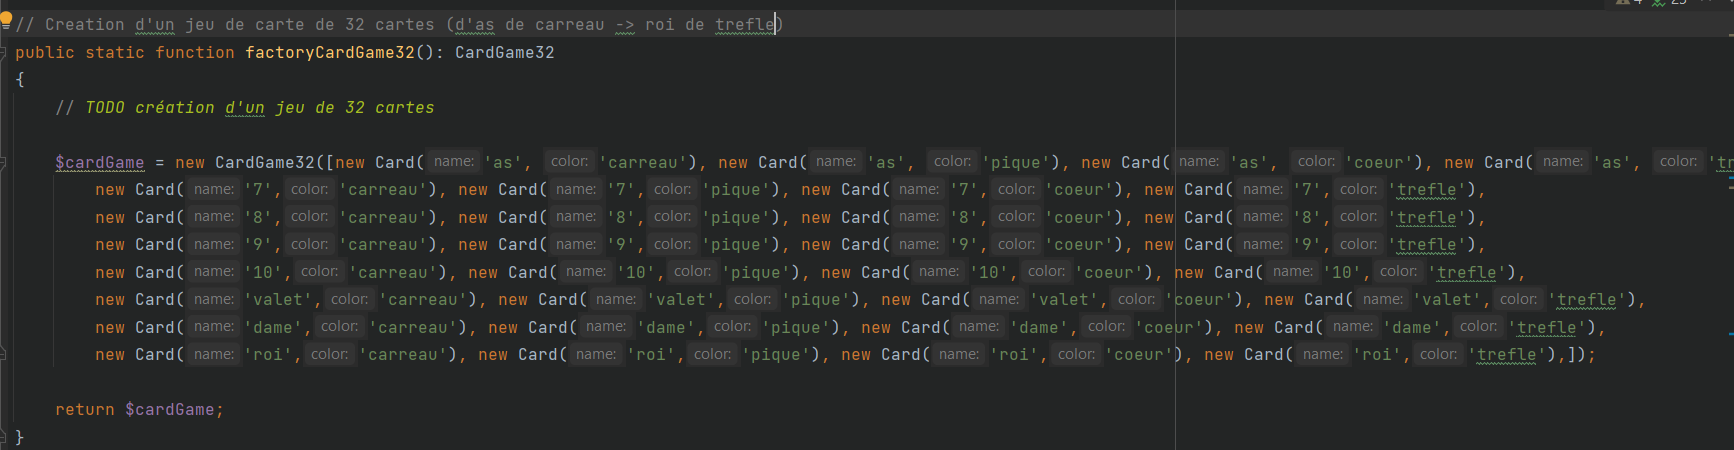 // Creation d'un jeu de carte de 32 cartes (d'as de carreau -> roi de trefle)
public static function factoryCardGame32(): CardGame32
{
// TODO création d'un jeu de 32 cartes
$cardGame = new CardGame32([new Card( name: 'as', color: 'carreau'), new Card( name: 'as', color: 'pique'), new Card( name: 'as', color: 'coeur'), new Card( name: 'as', color: 'tr
new Card( name: '7', color: 'carreau'), new Card( name: '7', color: 'pique'), new Card( name: '7', color: 'coeur'), new Card( name: '7', color: 'trefle'),
new Card( name: '8', color: 'carreau'), new Card( name: '8', color: 'pique'), new Card( name: '8', color: 'coeur'), new Card( name: '8', color: 'trefle'),
new Card( name: '9', color: 'carreau'), new Card( name: '9', color: 'pique'), new Card( name: '9', color: 'coeur'), new Card( name: '9', color: 'trefle'),
new Card( name: '10', color: 'carreau'), new Card( name: '10', color: 'pique'), new Card( name: '10', color: 'coeur'), new Card( name: '10', color: 'trefle'),
new Card( name: 'valet', color: 'carreau'), new Card( name: 'valet', color: 'pique'), new Card( name: 'valet', color: 'coeur'), new Card( name: 'valet', color: 'trefle'),
new Card( name: 'dame', color: 'carreau'), new Card( name: 'dame', color: 'pique'), new Card( name: 'dame', color: 'coeur'), new Card( name: 'dame', color: 'trefle'),
new Card( name: 'roi', color: 'carreau'), new Card( name: 'roi', color: 'pique'), new Card( name: 'roi', color: 'coeur'), new Card( name: 'roi', color: 'trefle'),]);
return $cardGame;
}